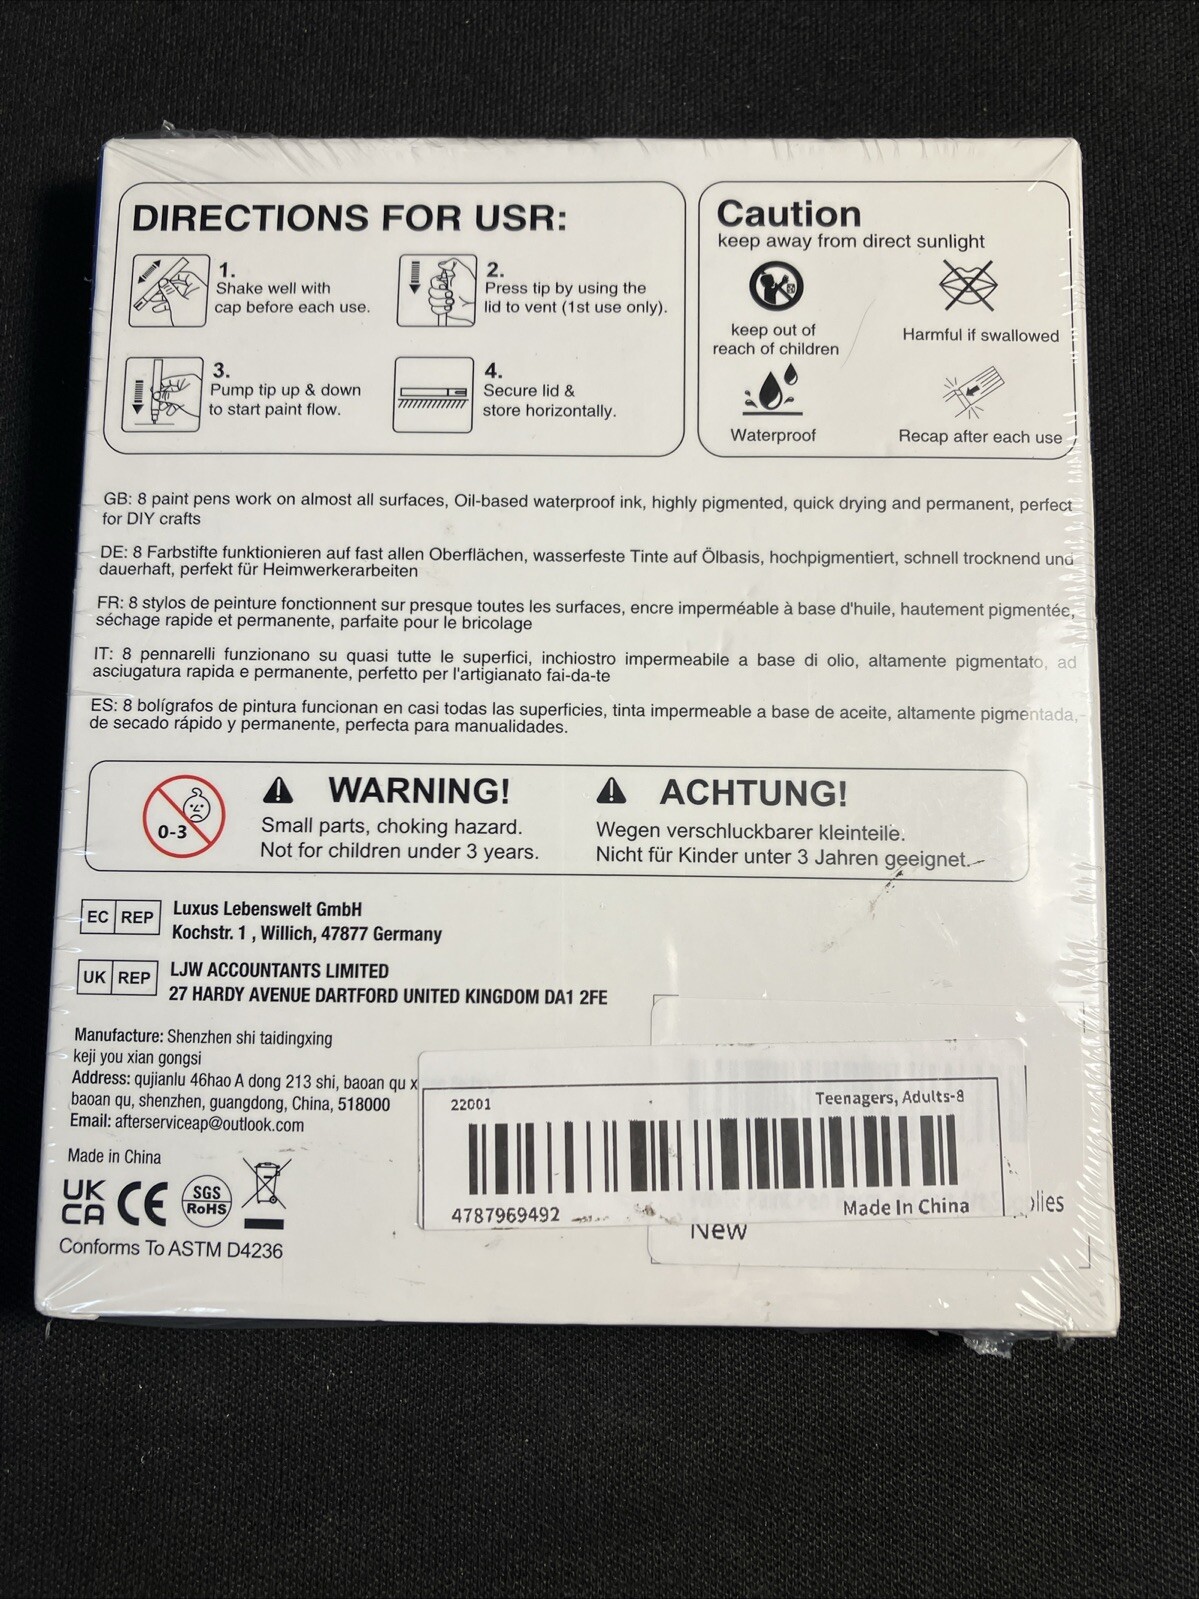 DIRECTIONS FOR USR:
1.
Shake well with
cap before each use.
2.
Press tip by using the
lid to vent (1st use only).
3.
Pump tip up & down
to start paint flow.
4.
Secure lid &
store horizontally.
Caution
keep away from direct sunlight
keep out of
reach of children
Harmful if swallowed
Waterproof
Recap after each use
GB: 8 paint pens work on almost all surfaces, Oil-based waterproof ink, highly pigmented, quick drying and permanent, perfect
for DIY crafts
DE: 8 Farbstifte funktionieren auf fast allen Oberflächen, wasserfeste Tinte auf Ölbasis, hochpigmentiert, schnell trocknend und
dauerhaft, perfekt für Heimwerkerarbeiten
FR: 8 stylos de peinture fonctionnent sur presque toutes les surfaces, encre imperméable à base d'huile, hautement pigmentée,
séchage rapide et permanente, parfaite pour le bricolage
IT: 8 pennarelli funzionano su quasi tutte le superfici, inchiostro impermeabile a base di olio, altamente pigmentato, ad
asciugatura rapida e permanente, perfetto per l'artigianato fai-da-te
ES: 8 bolígrafos de pintura funcionan en casi todas las superficies, tinta impermeable a base de aceite, altamente pigmentada,
de secado rápido y permanente, perfecta para manualidades.
0-3
WARNING!
Small parts, choking hazard.
Not for children under 3 years.
ACHTUNG!
Wegen verschluckbarer kleinteile.
Nicht für Kinder unter 3 Jahren geeignet.
EC REP
Luxus Lebenswelt GmbH
Kochstr. 1 , Willich, 47877 Germany
UK REP
LJW ACCOUNTANTS LIMITED
27 HARDY AVENUE DARTFORD UNITED KINGDOM DA1 2FE
Manufacture: Shenzhen shi taidingxing
keji you xian gongsi
Address: qujianlu 46hao A dong 213 shi, baoan qu x
baoan qu, shenzhen, guangdong, China, 518000
Email: afterserviceap@outlook.com
Made in China
UK
CA
CE
SGS
RoHS
Conforms To ASTM D4236
22001
Teenagers, Adults-8
4787969492
Made In China
plies
New